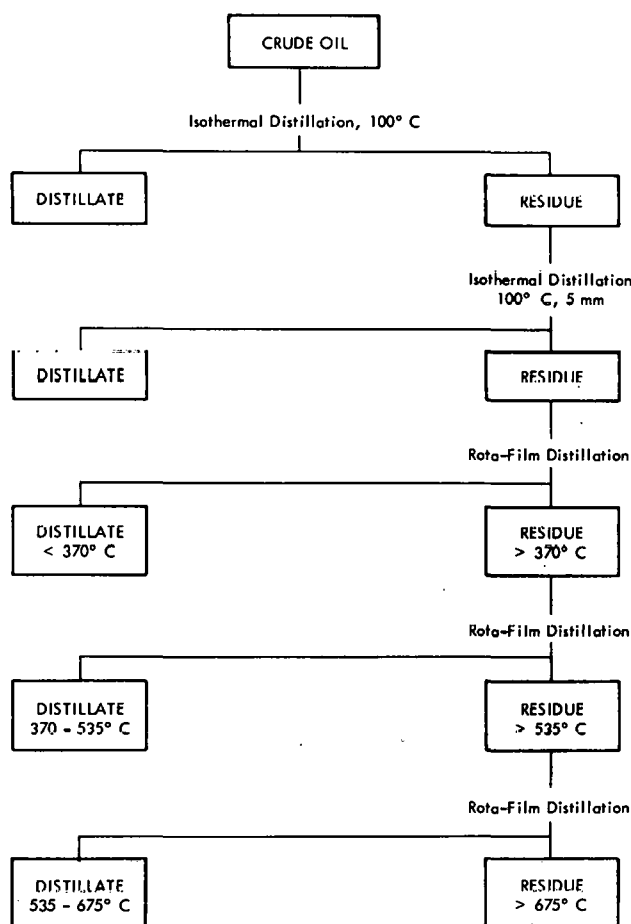 CRUDE OIL
Isothermal Distillation, 100° C
DISTILLATE
RESIDUE
Isothermal Distillation
100° C, 5 mm
DISTILLATE
RESIDUE
Rota-Film Distillation
DISTILLATE
< 370° C
RESIDUE
> 370° C
Rota-Film Distillation
DISTILLATE
370 - 535° C
RESIDUE
> 535° C
Rota-Film Distillation
DISTILLATE
535 - 675° C
RESIDUE
> 675° C